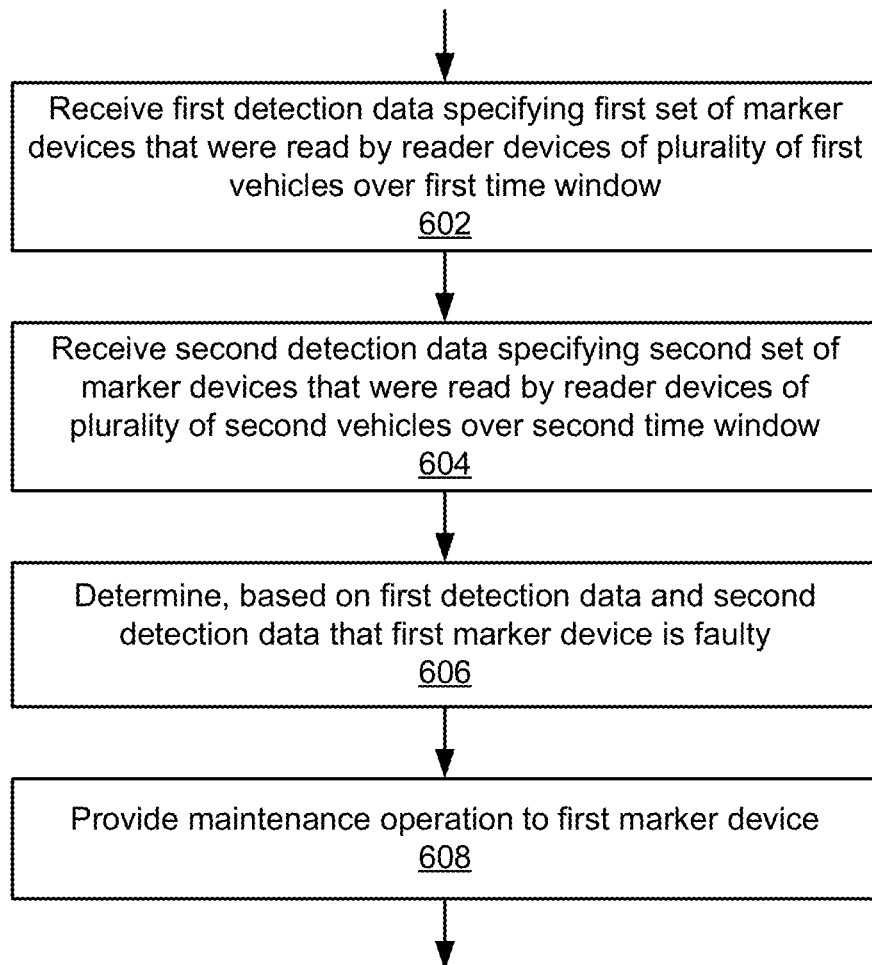 Receive first detection data specifying first set of marker
devices that were read by reader devices of plurality of first
vehicles over first time window
602
Receive second detection data specifying second set of
marker devices that were read by reader devices of
plurality of second vehicles over second time window
604
Determine, based on first detection data and second
detection data that first marker device is faulty
606
Provide maintenance operation to first marker device
608